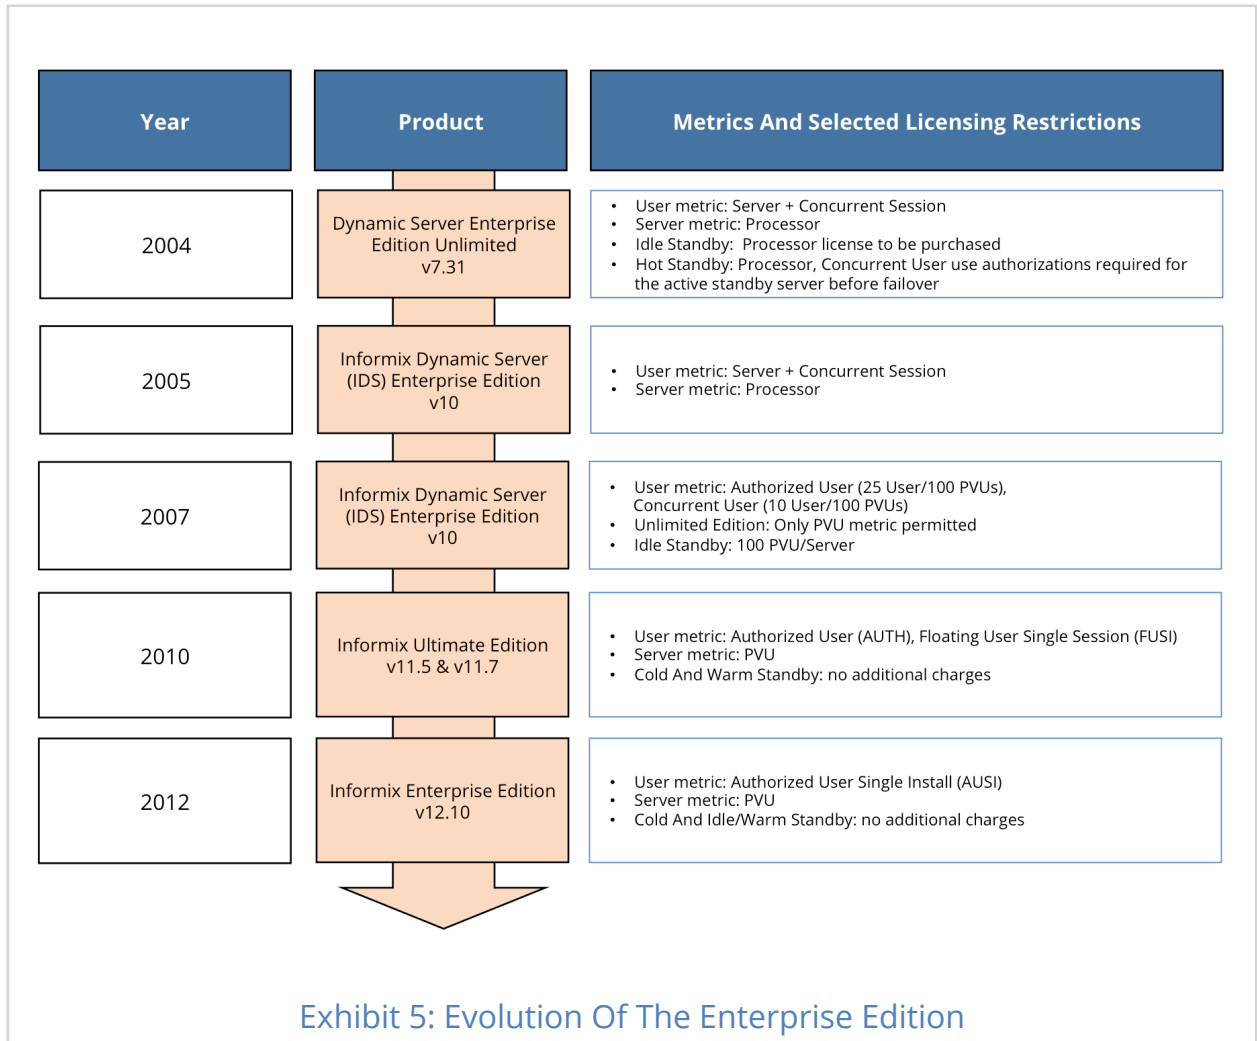 Year
Product
Metrics And Selected Licensing Restrictions
2004
Dynamic Server Enterprise
Edition Unlimited
v7.31
• User metric: Server + Concurrent Session
• Server metric: Processor
• Idle Standby:  Processor license to be purchased
• Hot Standby: Processor, Concurrent User use authorizations required for
the active standby server before failover
2005
Informix Dynamic Server
(IDS) Enterprise Edition
v10
• User metric: Server + Concurrent Session
• Server metric: Processor
2007
Informix Dynamic Server
(IDS) Enterprise Edition
v10
• User metric: Authorized User (25 User/100 PVUs),
Concurrent User (10 User/100 PVUs)
• Unlimited Edition: Only PVU metric permitted
• Idle Standby: 100 PVU/Server
2010
Informix Ultimate Edition
v11.5 & v11.7
• User metric: Authorized User (AUTH), Floating User Single Session (FUSI)
• Server metric: PVU
• Cold And Warm Standby: no additional charges
2012
Informix Enterprise Edition
v12.10
• User metric: Authorized User Single Install (AUSI)
• Server metric: PVU
• Cold And Idle/Warm Standby: no additional charges
Exhibit 5: Evolution Of The Enterprise Edition